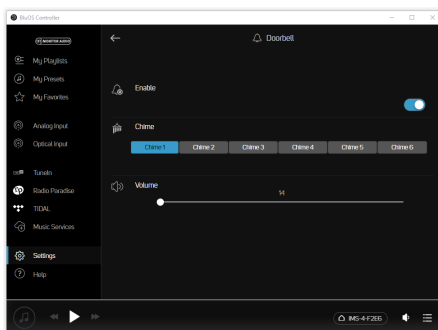 BluOS Controller
MONITOR AUDIO
Doorbell
My Playlists
My Presets
My Favorites
Analog Input
Optical Input
TuneIn
Radio Paradise
TIDAL
Music Services
Settings
Help
Enable
Chime
Chime 1 Chime 2 Chime 3 Chime 4 Chime 5 Chime 6
Volume
14
IMS-4-F2E6